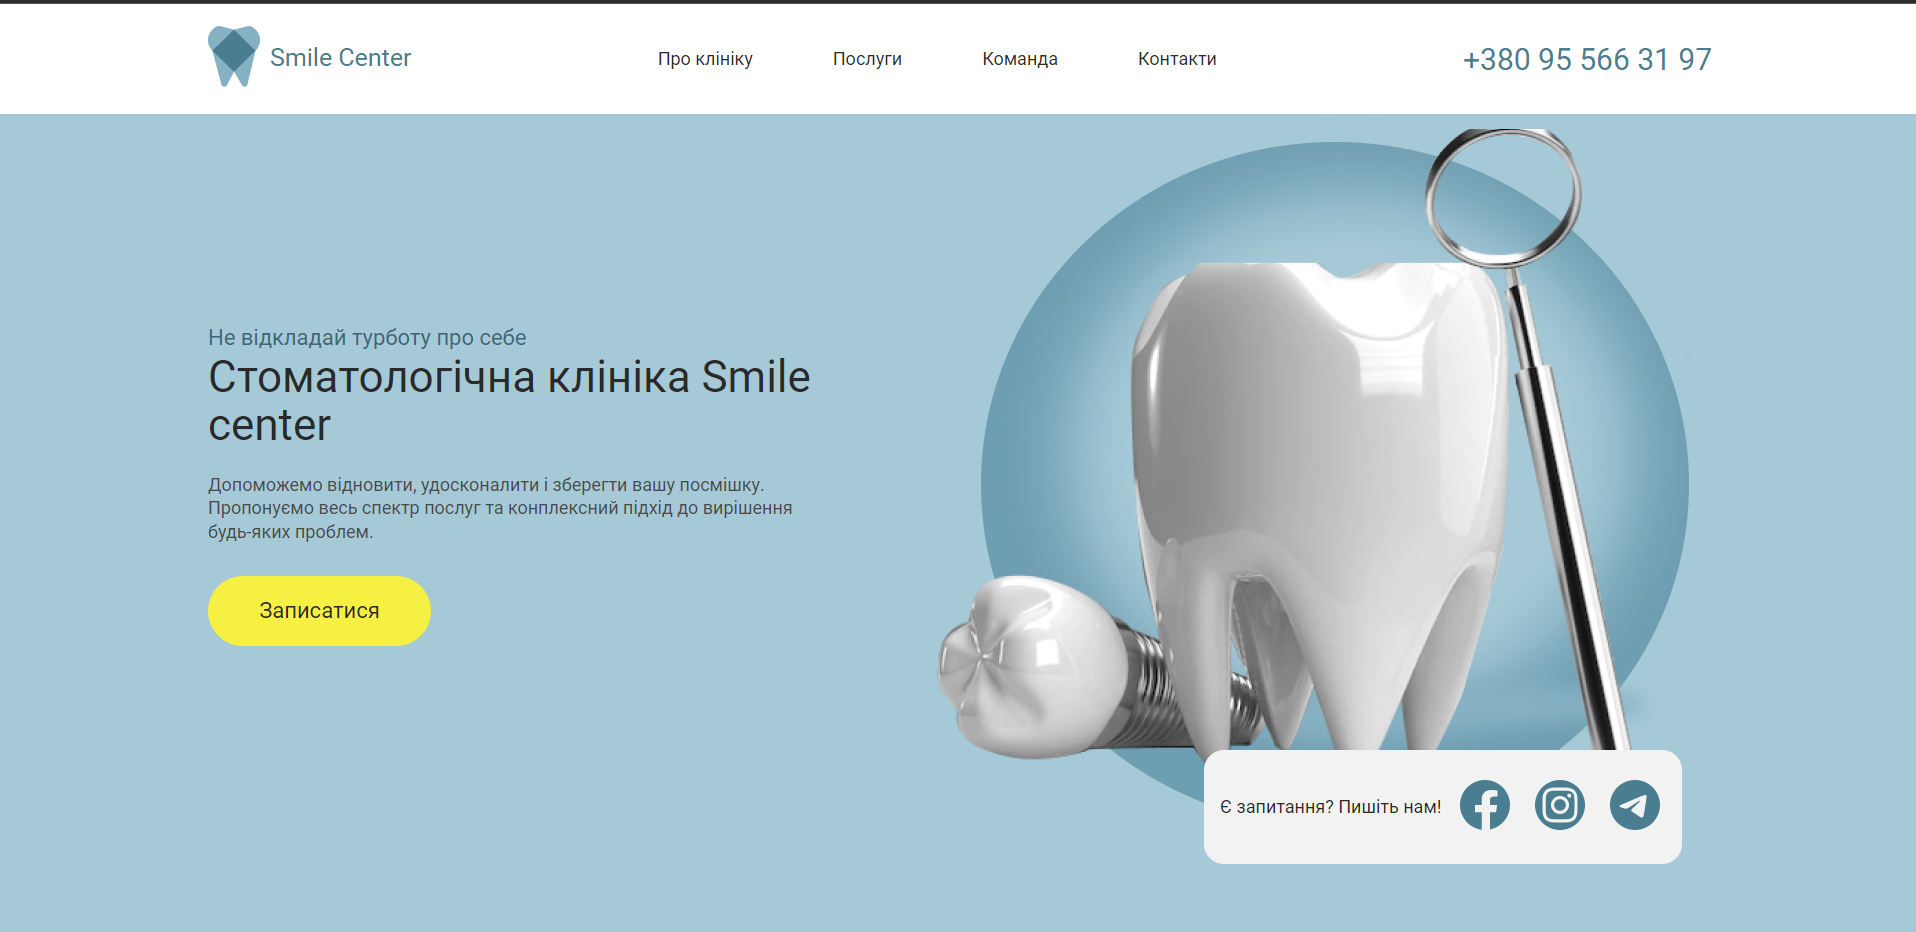 Smile Center
Про клініку
Послуги
Команда
Контакти
+380 95 566 31 97
Не відкладай турботу про себе
Стоматологічна клініка Smile
center
Допоможемо відновити, удосконалити і зберегти вашу посмішку.
Пропонуємо весь спектр послуг та конплексний підхід до вирішення
будь-яких проблем.
Записатися
Є запитання? Пишіть нам!